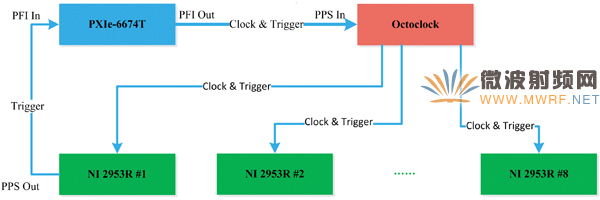 PFI In
PXIe-6674T
PFI Out
Clock & Trigger
PPS In
Octoclock
Clock & Trigger
微波射频网
WWW.MWRF.NET
Trigger
Clock & Trigger
Clock & Trigger
PPS Out
NI 2953R #1
NI 2953R #2
......
NI 2953R #8